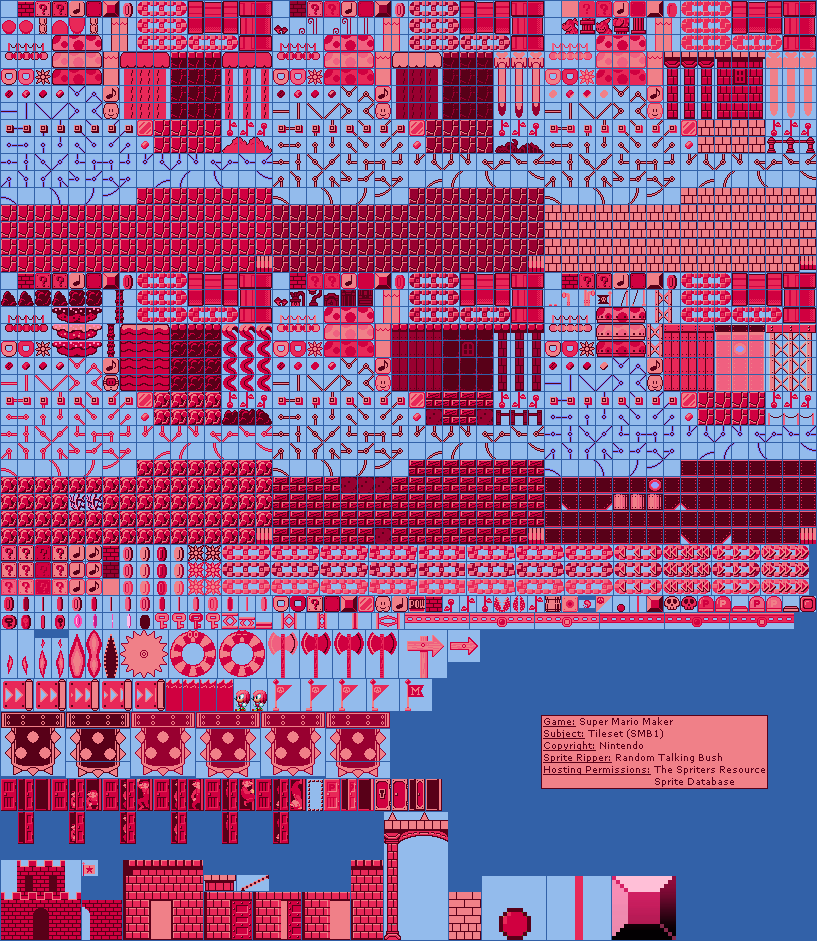 POW
P P P
M
Game: Super Mario Maker
Subject: Tileset (SMB1)
Copyright: Nintendo
Sprite Ripper: Random Talking Bush
Hosting Permissions: The Spriters Resource
Sprite Database